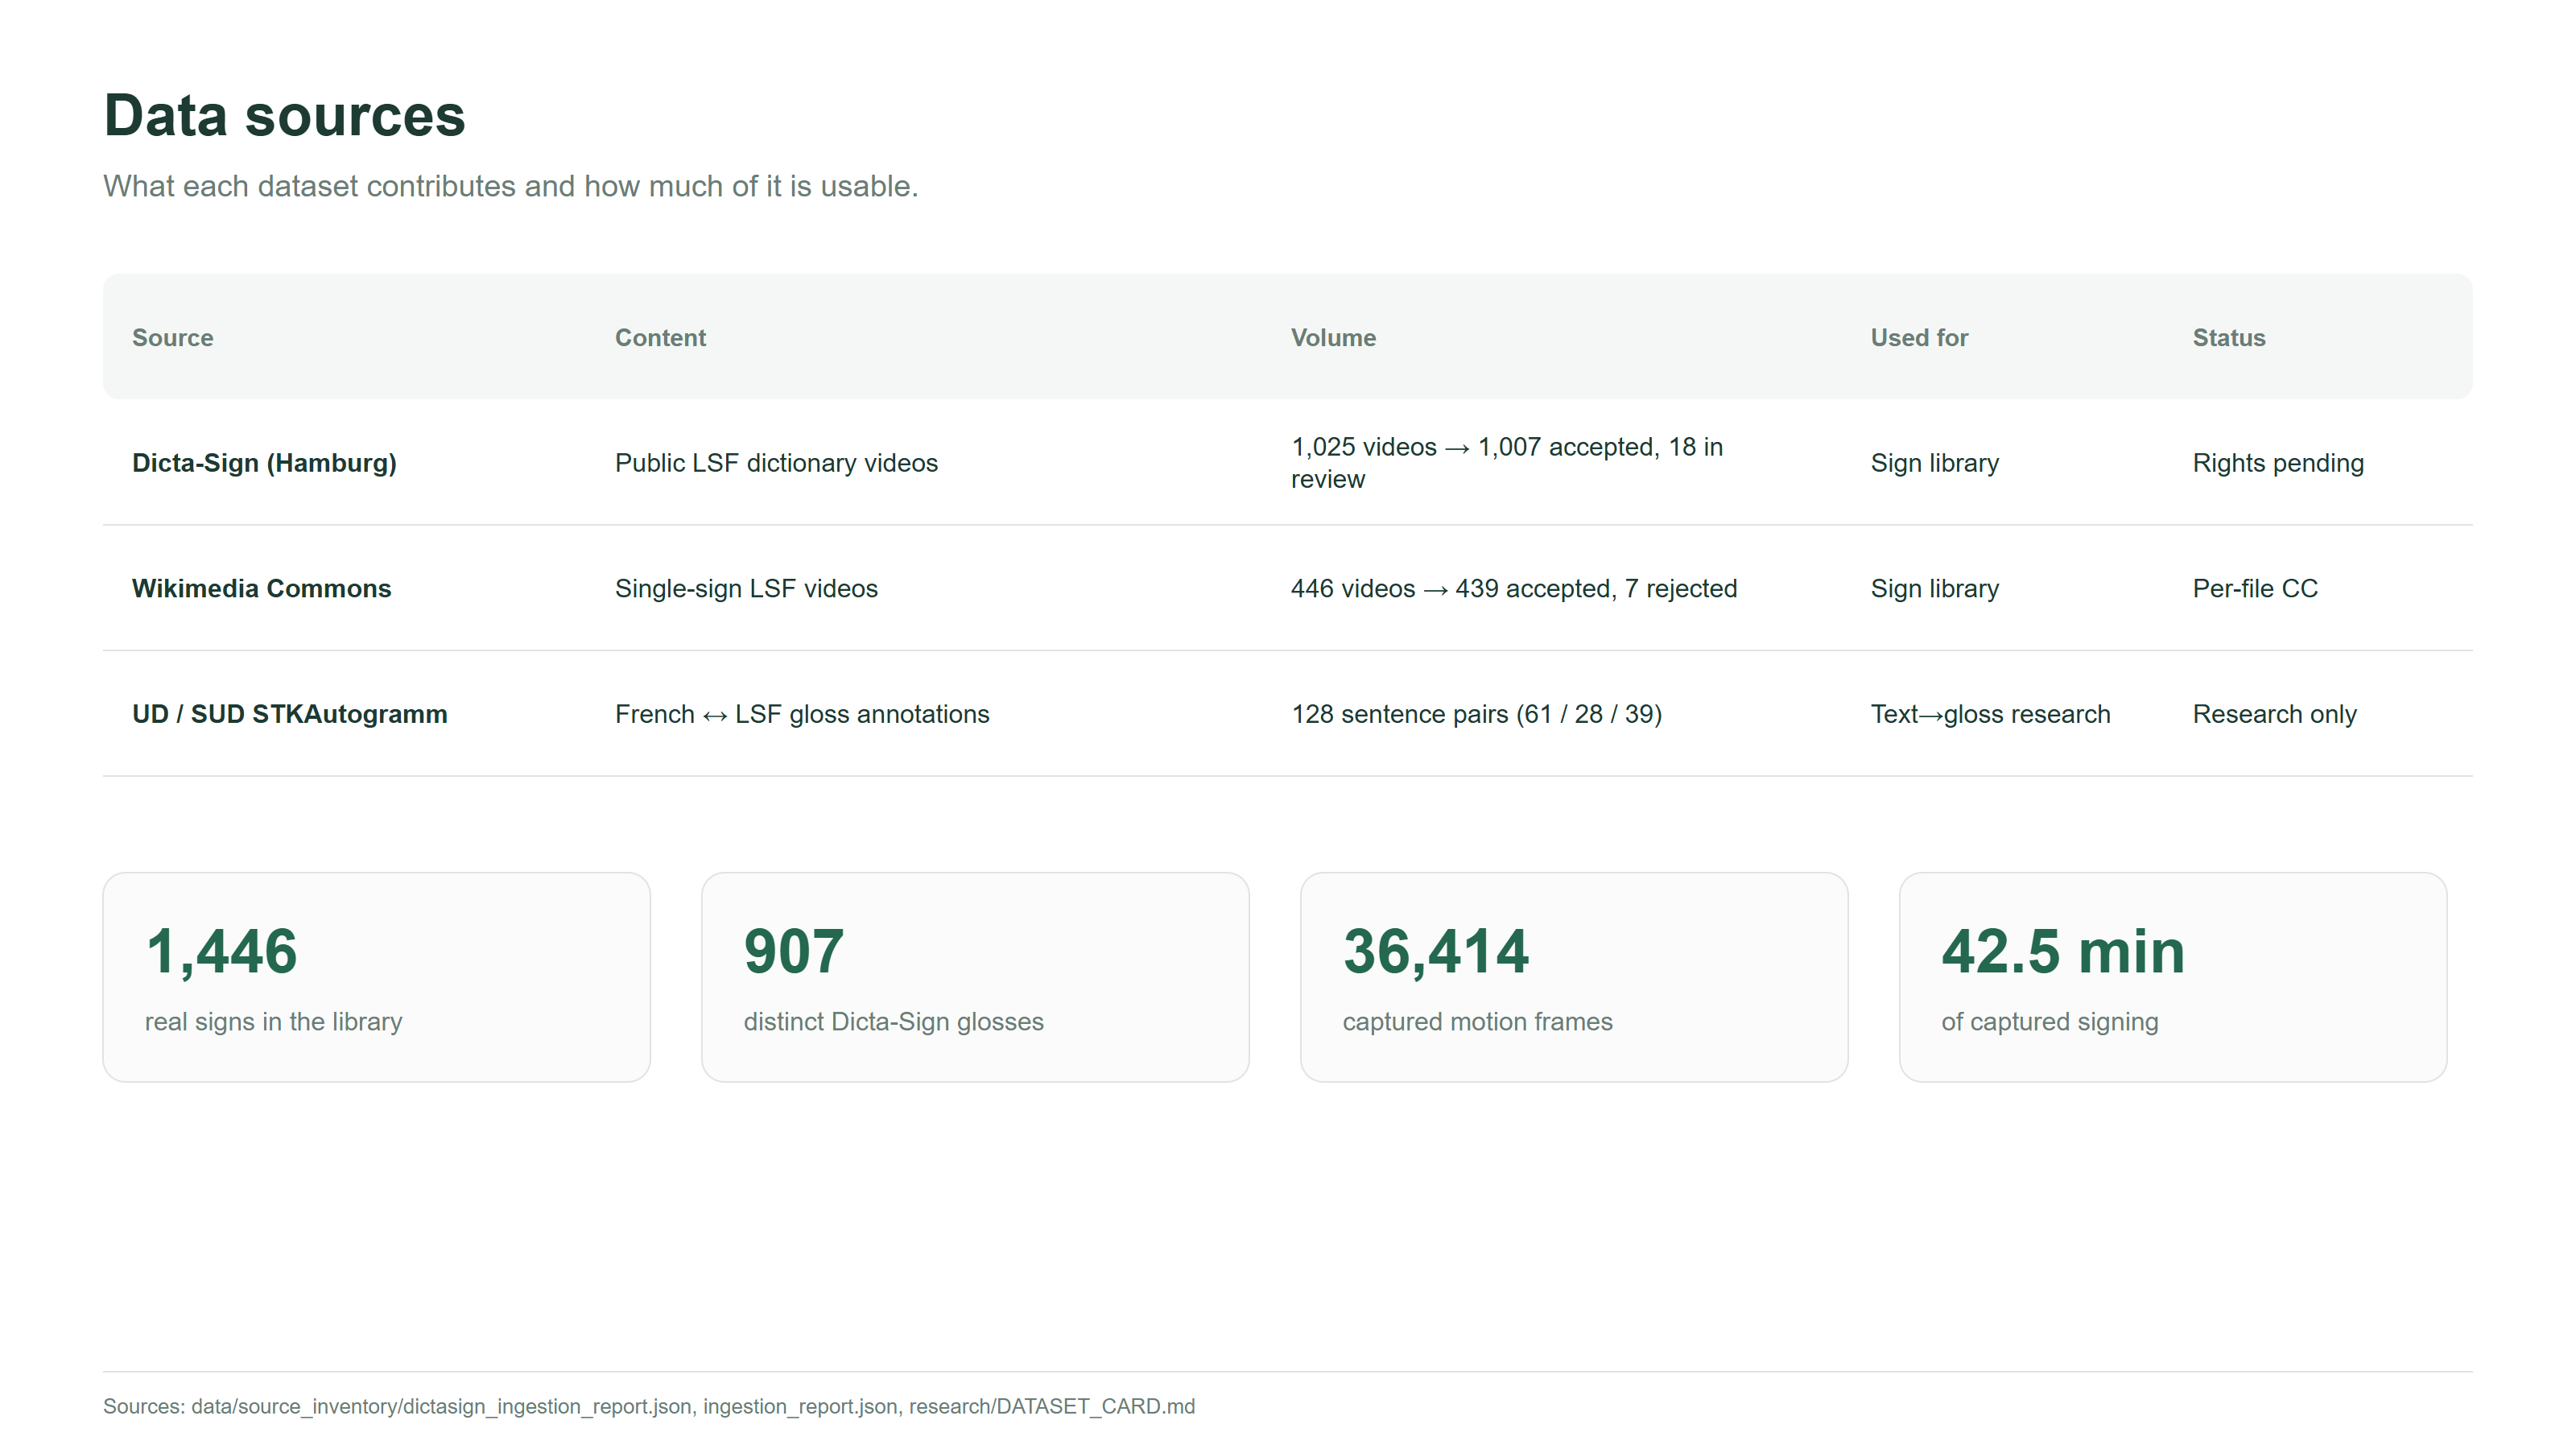 Data sources
What each dataset contributes and how much of it is usable.
Source Content Volume Used for Status
Dicta-Sign (Hamburg) Public LSF dictionary videos 1,025 videos → 1,007 accepted, 18 in
review Sign library Rights pending
Wikimedia Commons Single-sign LSF videos 446 videos → 439 accepted, 7 rejected Sign library Per-file CC
UD / SUD STKAutogramm French ↔ LSF gloss annotations 128 sentence pairs (61 / 28 / 39) Text→gloss research Research only
1,446 907 36,414 42.5 min
real signs in the library distinct Dicta-Sign glosses captured motion frames of captured signing
Sources: data/source_inventory/dictasign_ingestion_report.json, ingestion_report.json, research/DATASET_CARD.md